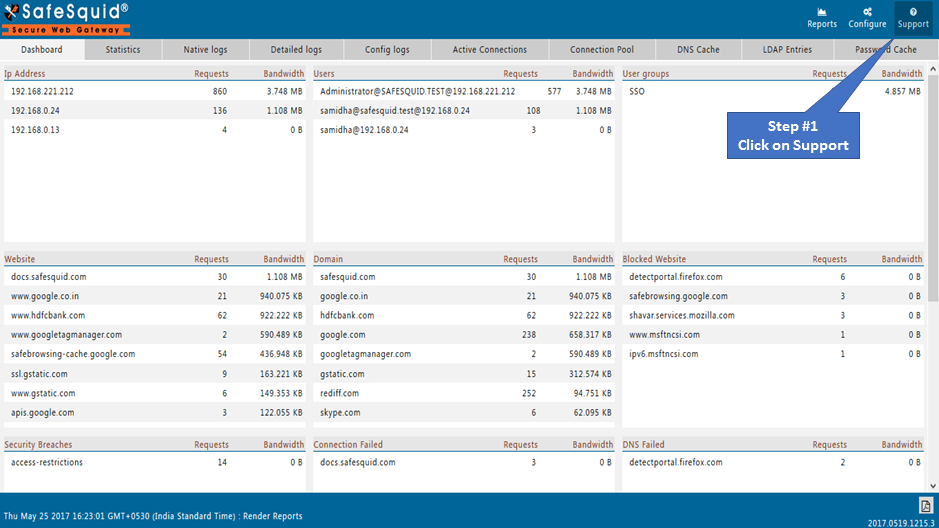 SafeSquid®
Secure Web Gateway
Reports Configure Support
Dashboard Statistics Native logs Detailed logs Config logs Active Connections Connection Pool DNS Cache LDAP Entries Password Cache
Ip Address Requests Bandwidth
192.168.221.212 860 3.748 MB
192.168.0.24 136 1.108 MB
192.168.0.13 4 0 B
Users Requests Bandwidth
Administrator@SAFESQUID.TEST@192.168.221.212 577 3.748 MB
samidha@safesquid.test@192.168.0.24 108 1.108 MB
samidha@192.168.0.24 3 0 B
User groups Bandwidth
SSO 4.857 MB
Step #1
Click on Support
Website Requests Bandwidth
docs.safesquid.com 30 1.108 MB
www.google.co.in 21 940.075 KB
www.hdfcbank.com 62 922.222 KB
www.googletagmanager.com 2 590.489 KB
safebrowsing-cache.google.com 54 436.948 KB
ssl.gstatic.com 9 163.221 KB
www.gstatic.com 6 149.353 KB
apis.google.com 3 122.055 KB
Domain Requests Bandwidth
safesquid.com 30 1.108 MB
google.co.in 21 940.075 KB
hdfcbank.com 62 922.222 KB
google.com 238 658.317 KB
googletagmanager.com 2 590.489 KB
gstatic.com 15 312.574 KB
rediff.com 252 94.751 KB
skype.com 6 62.095 KB
Blocked Website Requests Bandwidth
detectportal.firefox.com 6 0 B
safebrowsing.google.com 3 0 B
shavar.services.mozilla.com 3 0 B
www.msftncsi.com 1 0 B
ipv6.msftncsi.com 1 0 B
Security Breaches Requests Bandwidth
access-restrictions 14 0 B
Connection Failed Requests Bandwidth
docs.safesquid.com 3 0 B
DNS Failed Requests Bandwidth
detectportal.firefox.com 2 0 B
Thu May 25 2017 16:23:01 GMT+0530 (India Standard Time) : Render Reports
2017.0519.1215.3